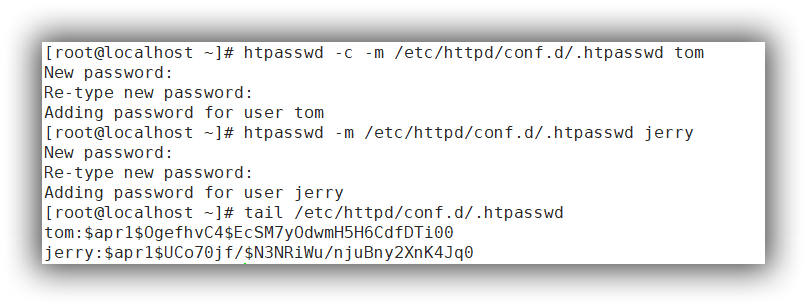 [root@localhost ~]# htpasswd -c -m /etc/httpd/conf.d/.htpasswd tom
New password:
Re-type new password:
Adding password for user tom
[root@localhost ~]# htpasswd -m /etc/httpd/conf.d/.htpasswd jerry
New password:
Re-type new password:
Adding password for user jerry
[root@localhost ~]# tail /etc/httpd/conf.d/.htpasswd
tom:$apr1$OgefhvC4$EcSM7yOdwmH5H6CdfDTi00
jerry:$apr1$UCo70jf/$N3NRiWu/njuBny2XnK4Jq0